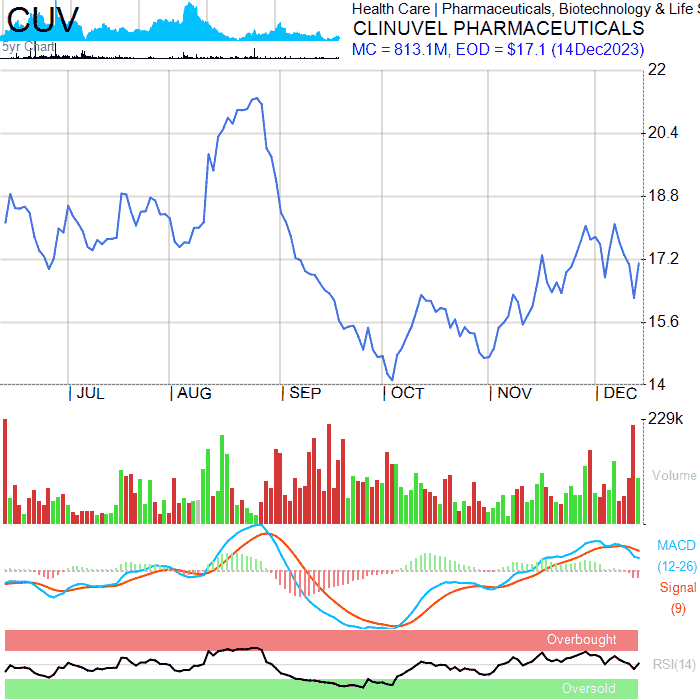 CUV
5yr Chart
Health Care | Pharmaceuticals, Biotechnology & Life S
CLINUVEL PHARMACEUTICALS
MC = 813.1M, EOD = $17.1 (14Dec2023)
22
20.4
18.8
17.2
15.6
14
| JUL | AUG | SEP | OCT | NOV | DEC
229k
Volume
MACD
(12-26)
Signal
(9)
Overbought
RSI(14)
Oversold